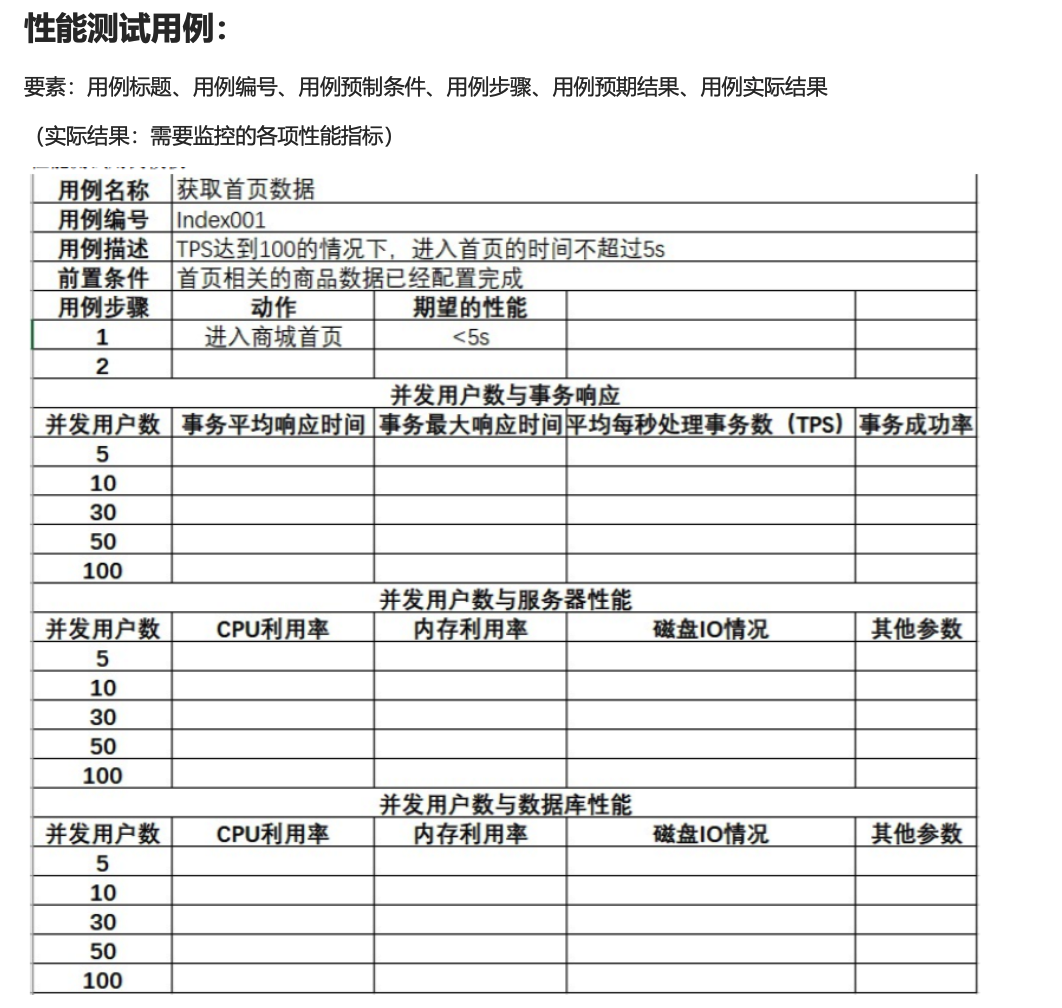 性能测试用例：
要素：用例标题、用例编号、用例预制条件、用例步骤、用例预期结果、用例实际结果
（实际结果：需要监控的各项性能指标）
用例名称 获取首页数据
用例编号 Index001
用例描述 TPS达到100的情况下，进入首页的时间不超过5s
前置条件 首页相关的商品数据已经配置完成
用例步骤 动作 期望的性能
1 进入商城首页 <5s
2
并发用户数与事务响应
并发用户数 事务平均响应时间 事务最大响应时间 平均每秒处理事务数（TPS） 事务成功率
5
10
30
50
100
并发用户数与服务器性能
并发用户数 CPU利用率 内存利用率 磁盘IO情况 其他参数
5
10
30
50
100
并发用户数与数据库性能
并发用户数 CPU利用率 内存利用率 磁盘IO情况 其他参数
5
10
30
50
100